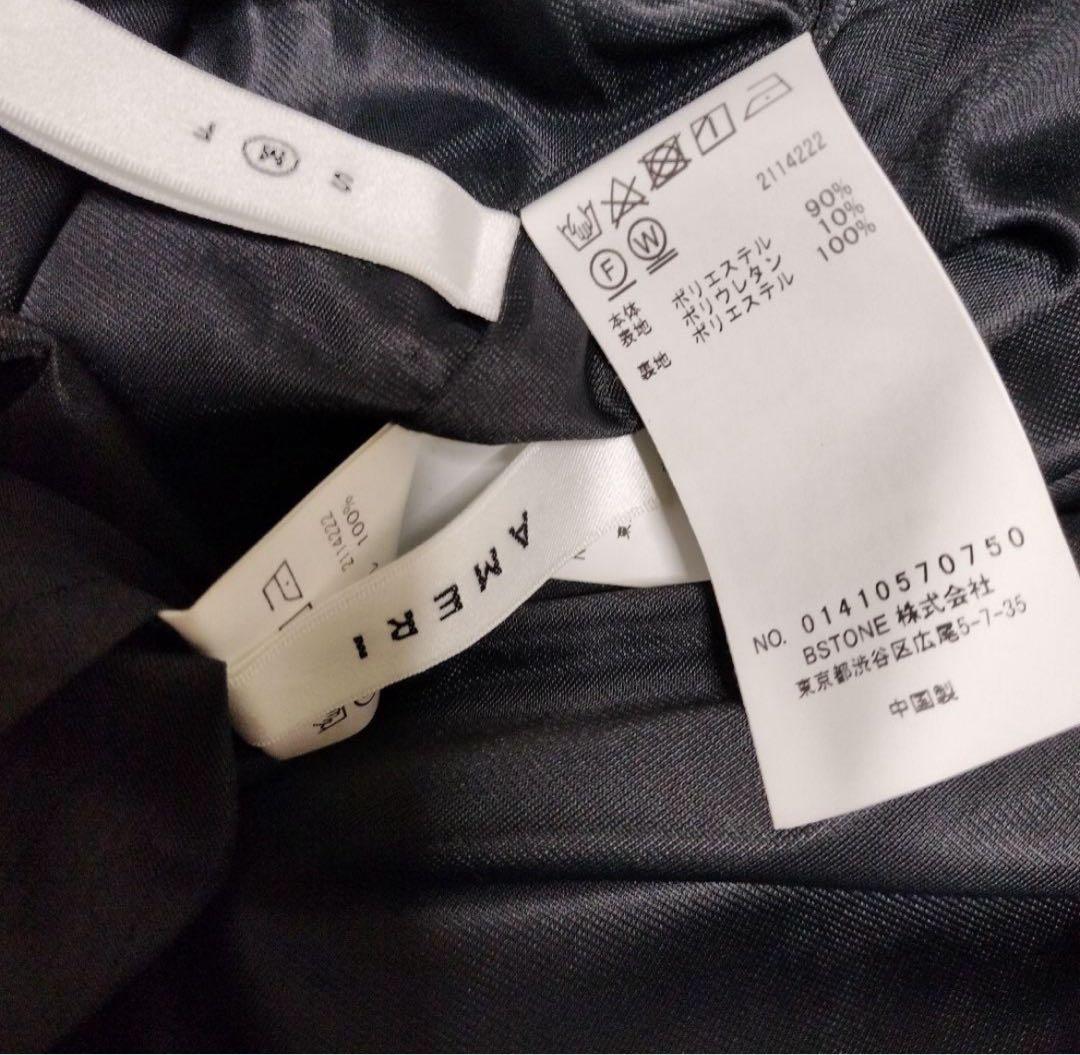 S M F
2114222
F W
本体
表地 ポリエステル 90%
ポリウレタン 10%
裏地 ポリエステル 100%
NO. 01410570750
BSTONE 株式会社
東京都渋谷区広尾5-7-35
中国製
AMERI
100%
2114222